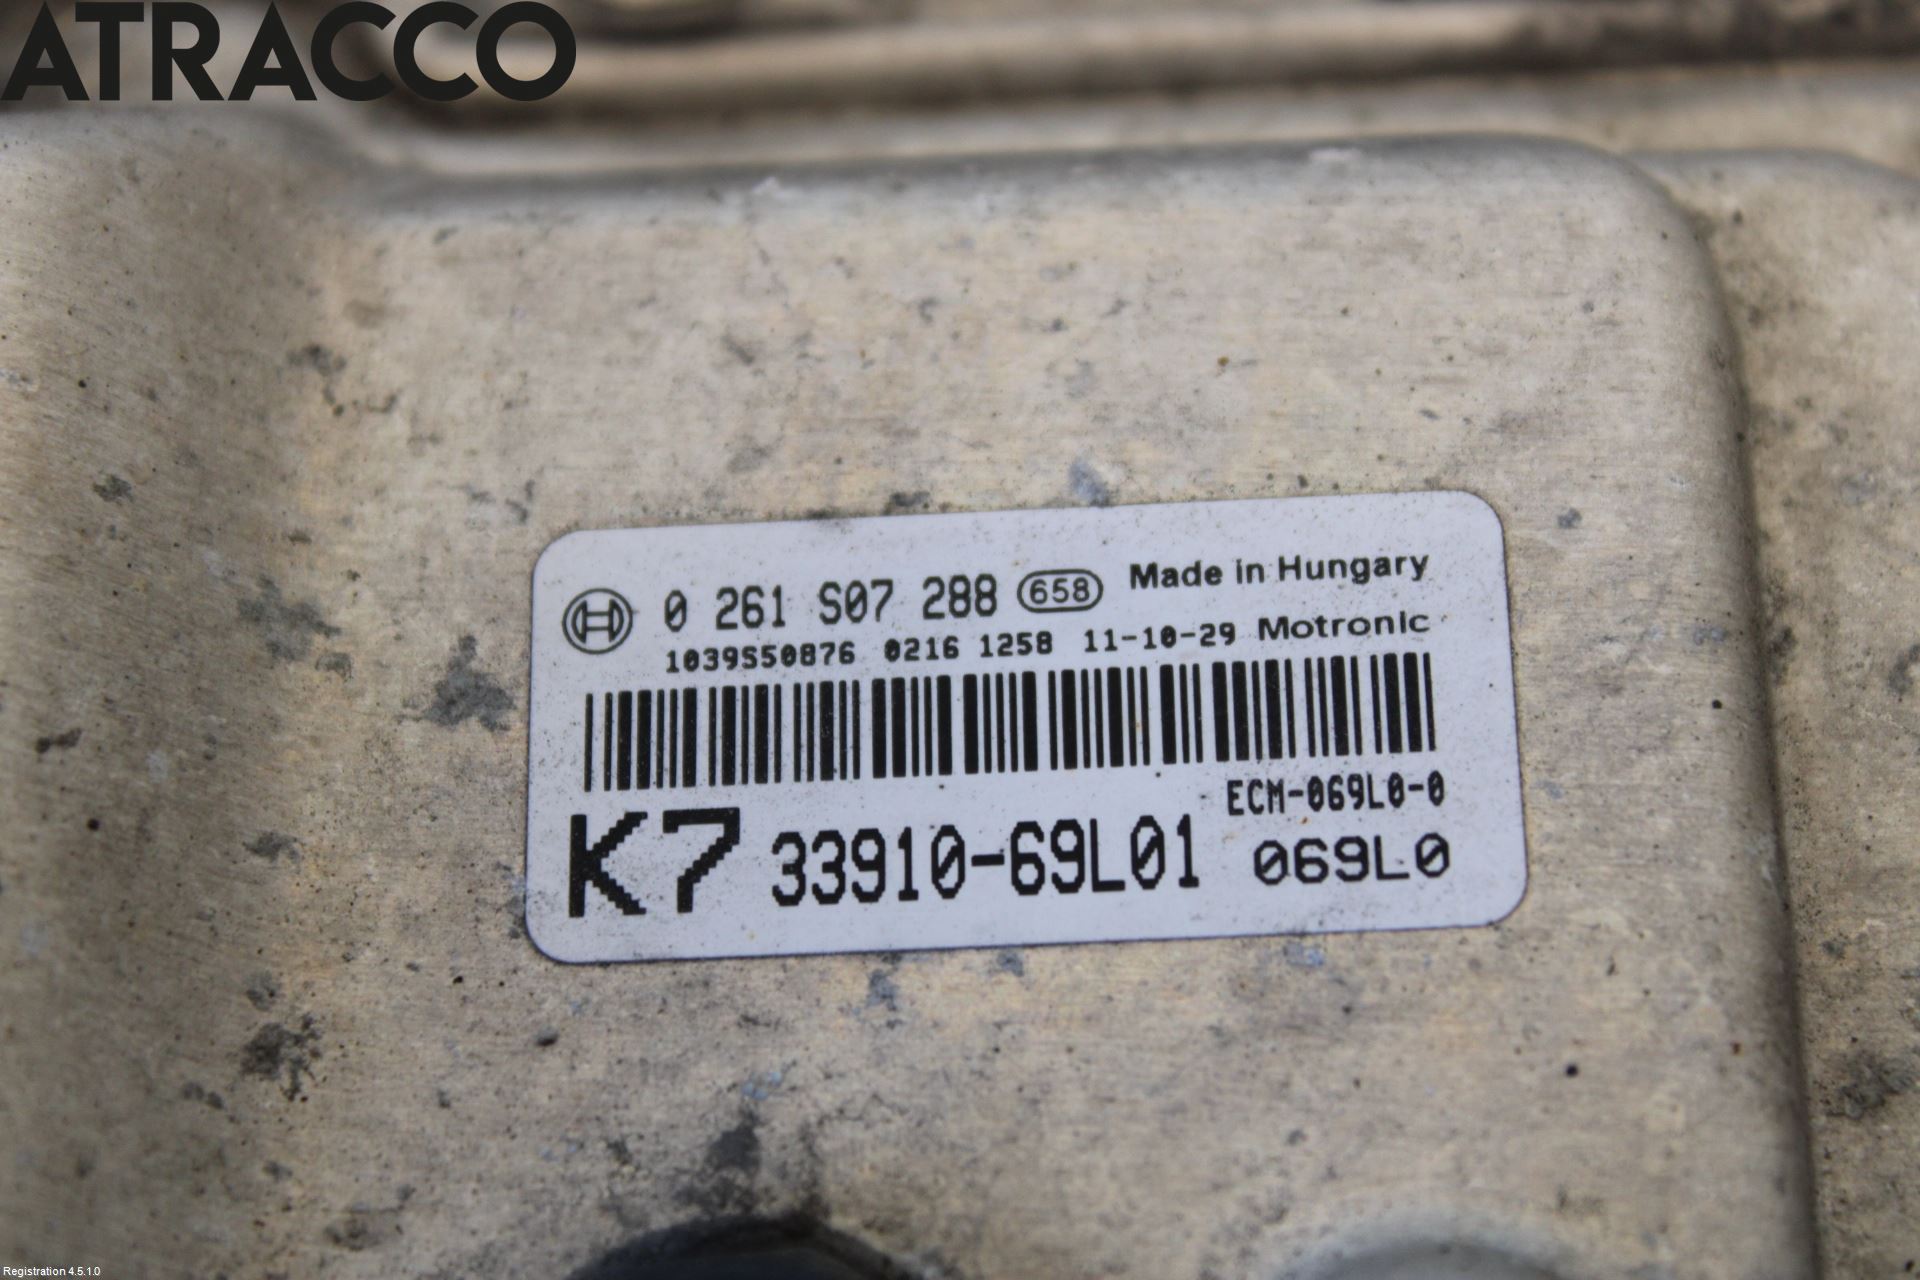 ATRACCO
0 261 S07 288 658 Made in Hungary
1039S50876 0216 1258 11-10-29 Motronic
ECM-069L0-0
K7 33910-69L01 069L0
Registration 4.5.1.0